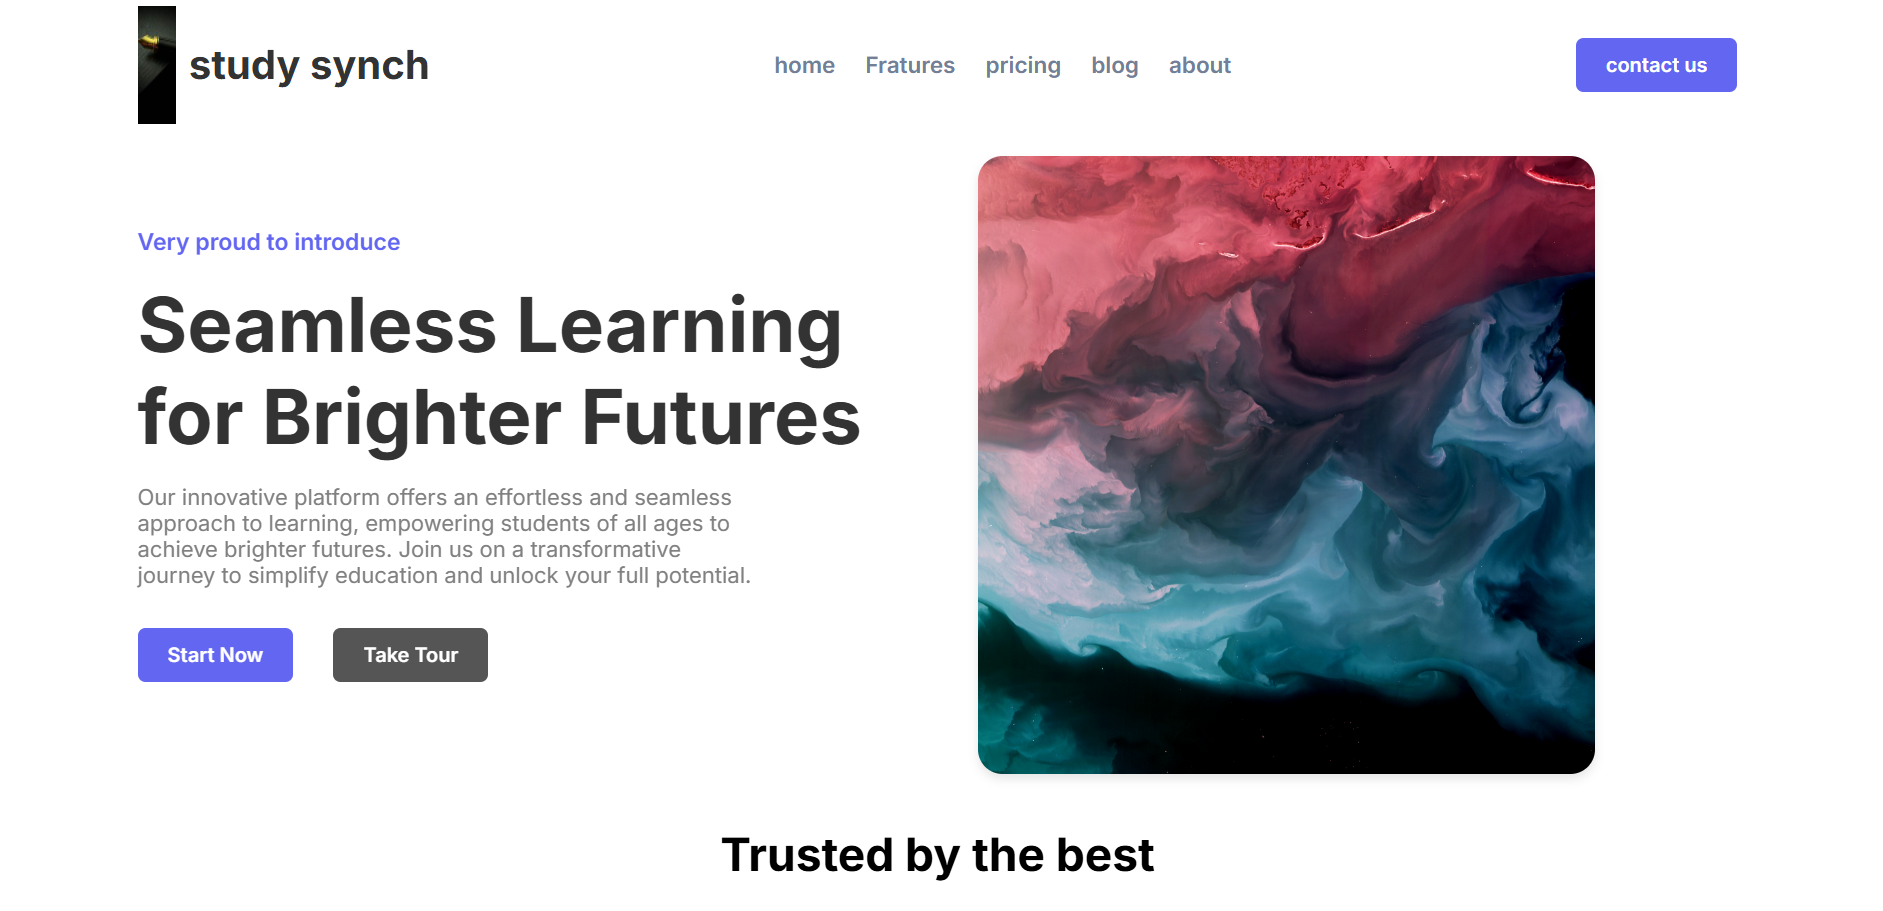 study synch
home Fratures pricing blog about
contact us
Very proud to introduce
Seamless Learning
for Brighter Futures
Our innovative platform offers an effortless and seamless
approach to learning, empowering students of all ages to
achieve brighter futures. Join us on a transformative
journey to simplify education and unlock your full potential.
Start Now
Take Tour
Trusted by the best